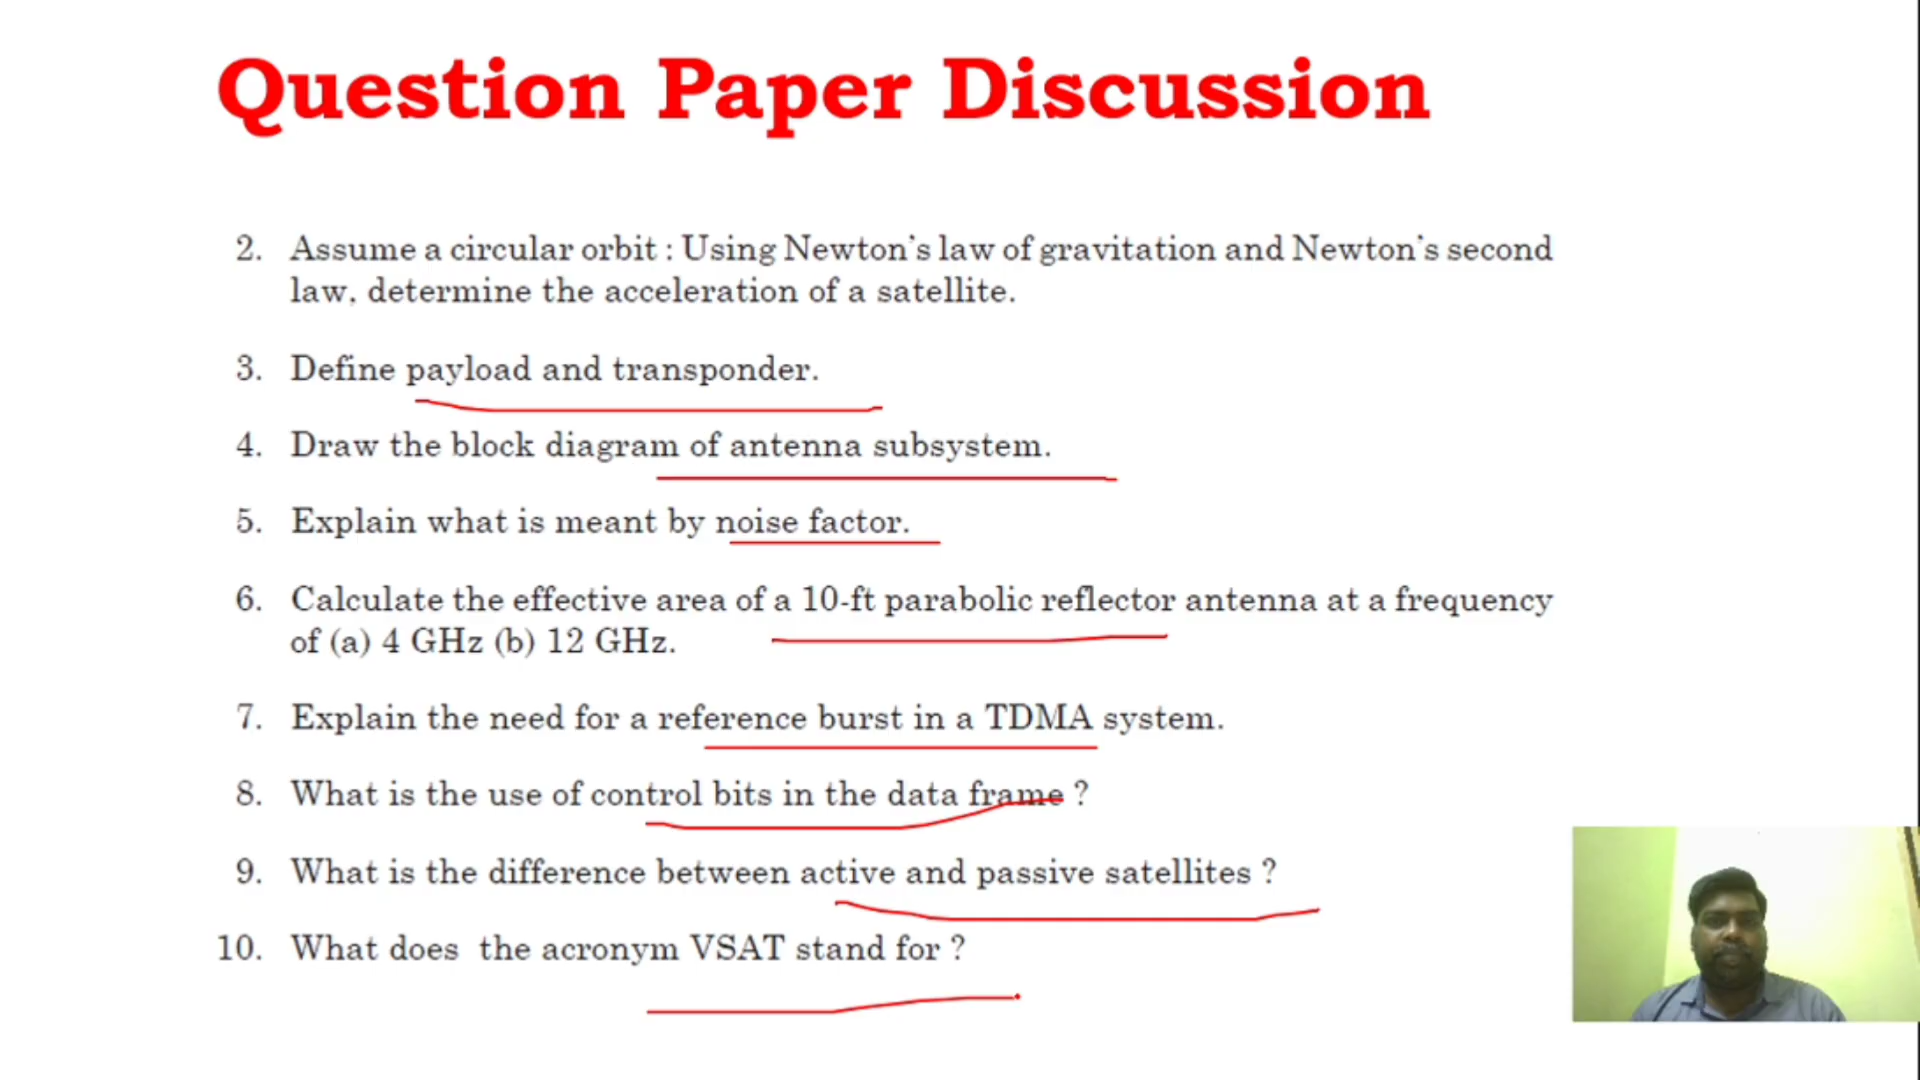 Question Paper Discussion
2. Assume a circular orbit : Using Newton's law of gravitation and Newton's second
law, determine the acceleration of a satellite.
3. Define payload and transponder.
4. Draw the block diagram of antenna subsystem.
5. Explain what is meant by noise factor.
6. Calculate the effective area of a 10-ft parabolic reflector antenna at a frequency
of (a) 4 GHz (b) 12 GHz.
7. Explain the need for a reference burst in a TDMA system.
8. What is the use of control bits in the data frame ?
9. What is the difference between active and passive satellites ?
10. What does the acronym VSAT stand for ?